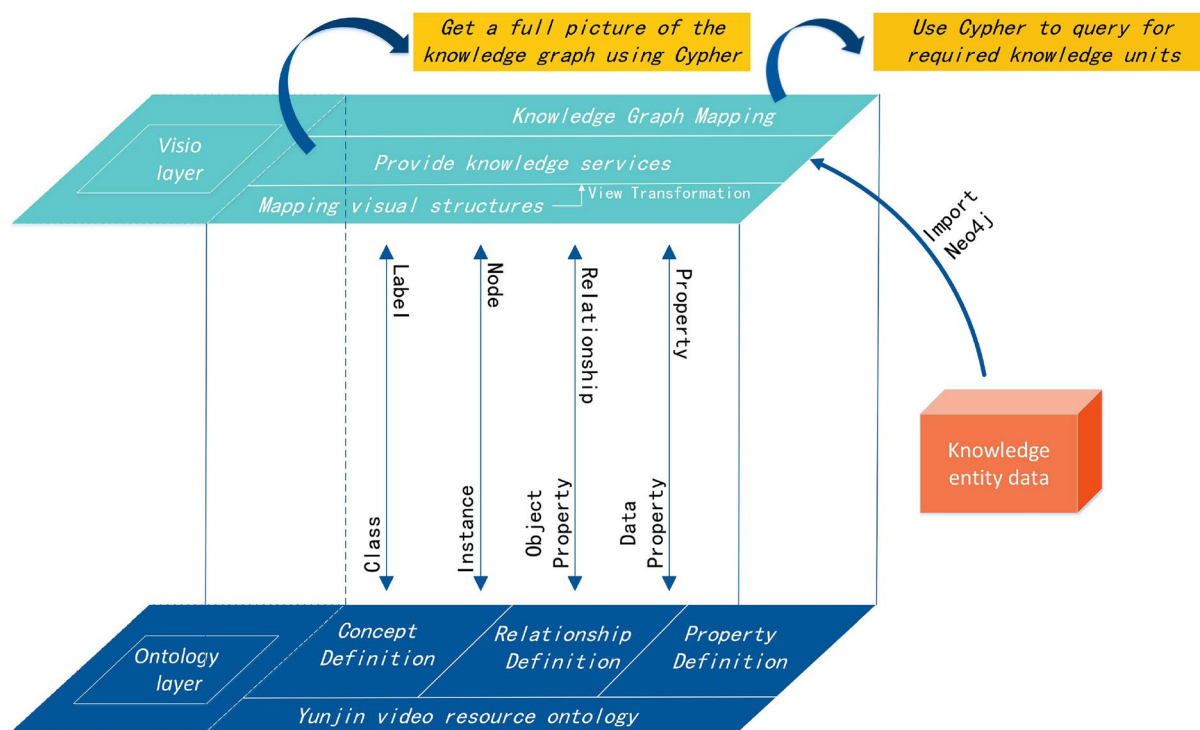 Get a full picture of the
knowledge graph using Cypher
Use Cypher to query for
required knowledge units
Visio
layer
Knowledge Graph Mapping
Provide knowledge services
Mapping visual structures
View Transformation
Import
Neo4j
Label
Node
Relationship
Property
Class
Instance
Object
Property
Data
Property
Knowledge
entity data
Ontology
layer
Concept
Definition
Relationship
Definition
Property
Definition
Yunjin video resource ontology